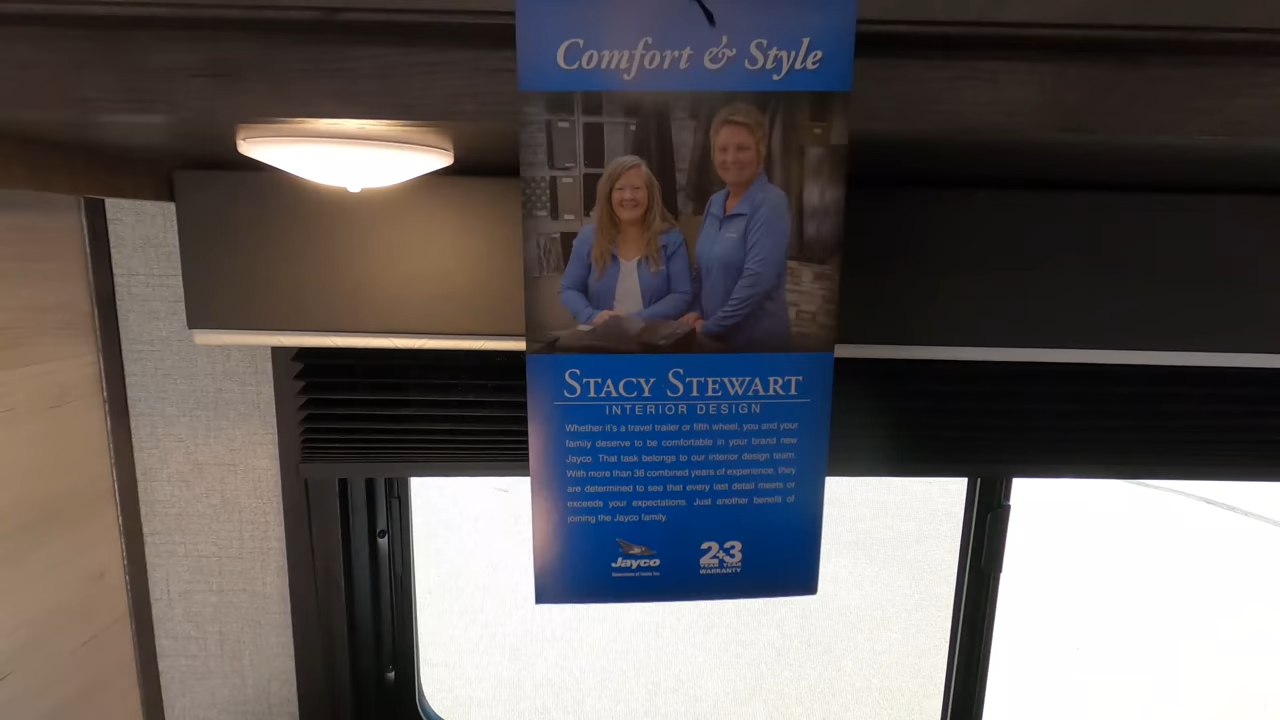 Comfort & Style
STACY STEWART
INTERIOR DESIGN
Whether it's a travel trailer or fifth wheel, you and your
family deserve to be comfortable in your brand new
Jayco. That task belongs to our interior design team.
With more than 36 combined years of experience, they
are determined to see that every last detail meets or
exceeds your expectations. Just another benefit of
joining the Jayco family.
Jayco
2+3
YEAR YEAR
WARRANTY